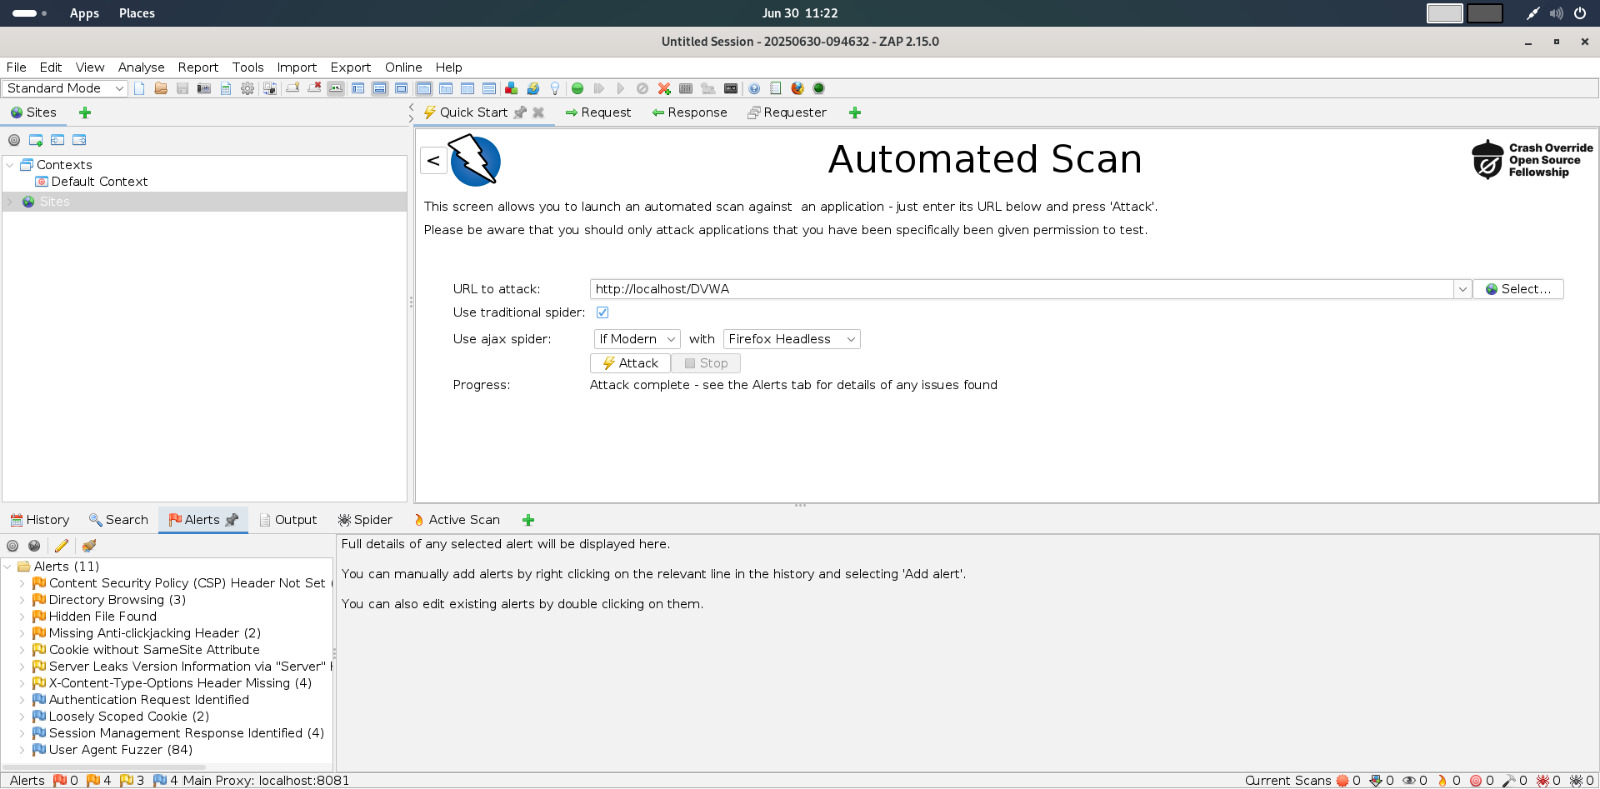 Apps Places Jun 30 11:22
Untitled Session - 20250630-094632 - ZAP 2.15.0
File Edit View Analyse Report Tools Import Export Online Help
Standard Mode
Sites
Quick Start Request Response Requester
Contexts
Default Context
Sites
< Automated Scan
Crash Override
Open Source
Fellowship
This screen allows you to launch an automated scan against  an application - just enter its URL below and press 'Attack'.
Please be aware that you should only attack applications that you have been specifically been given permission to test.
URL to attack: http://localhost/DVWA Select...
Use traditional spider:
Use ajax spider: If Modern with Firefox Headless
Attack Stop
Progress: Attack complete - see the Alerts tab for details of any issues found
History Search Alerts Output Spider Active Scan
Alerts (11)
Content Security Policy (CSP) Header Not Set (
Directory Browsing (3)
Hidden File Found
Missing Anti-clickjacking Header (2)
Cookie without SameSite Attribute
Server Leaks Version Information via "Server"
X-Content-Type-Options Header Missing (4)
Authentication Request Identified
Loosely Scoped Cookie (2)
Session Management Response Identified (4)
User Agent Fuzzer (84)
Full details of any selected alert will be displayed here.
You can manually add alerts by right clicking on the relevant line in the history and selecting 'Add alert'.
You can also edit existing alerts by double clicking on them.
Alerts 0 4 3 4 Main Proxy: localhost:8081 Current Scans 0 0 0 0 0 0 0 0